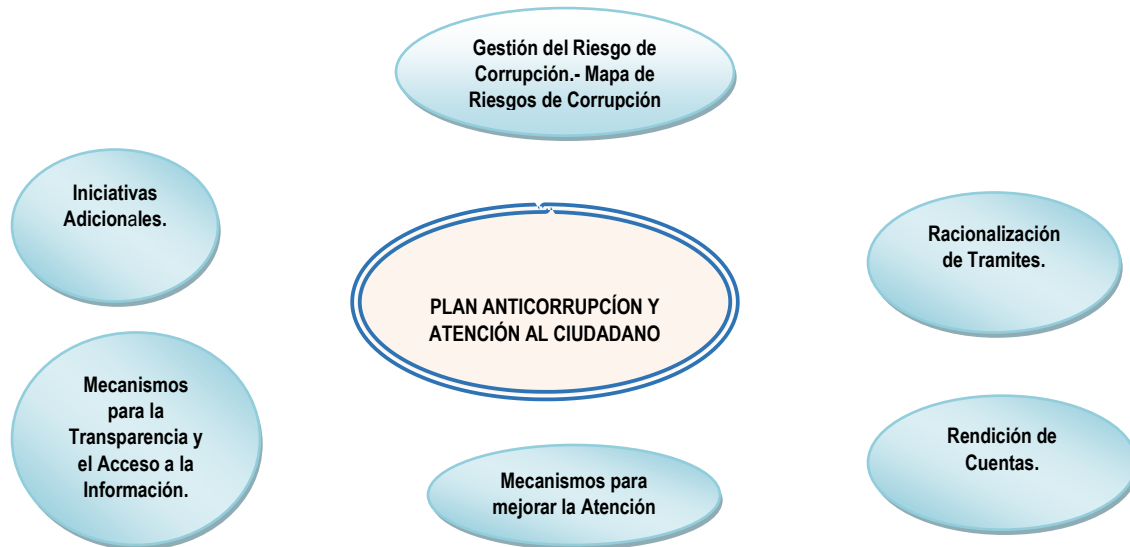 Gestión del Riesgo de
Corrupción.- Mapa de
Riesgos de Corrupción
Iniciativas
Adicionales.
Racionalización
de Tramites.
PLAN ANTICORRUPCÍON Y
ATENCIÓN AL CIUDADANO
Mecanismos
para la
Transparencia y
el Acceso a la
Información.
Mecanismos para
mejorar la Atención
Rendición de
Cuentas.